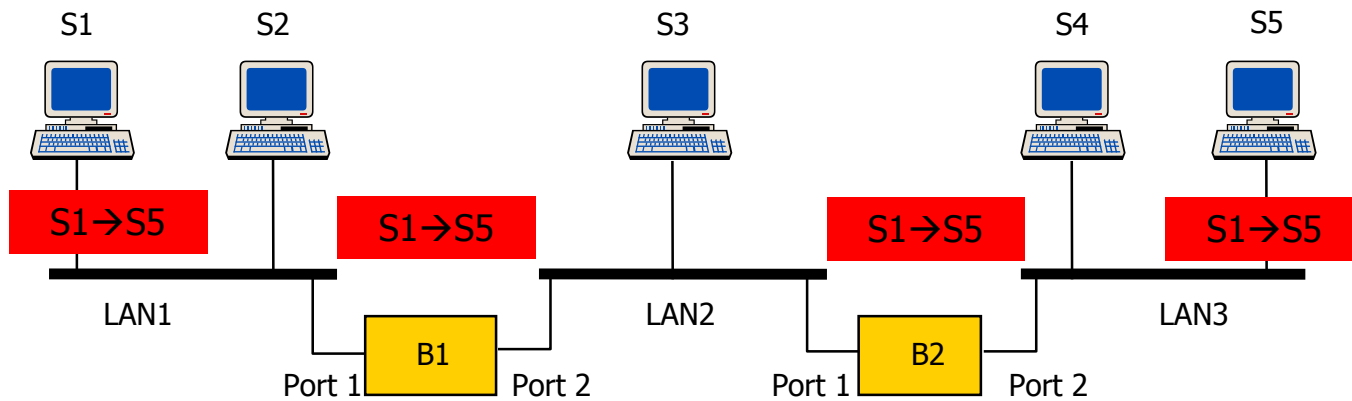 S1
S2
S3
S4
S5
S1→S5
S1→S5
S1→S5
S1→S5
LAN1
LAN2
LAN3
B1
B2
Port 1
Port 2
Port 1
Port 2